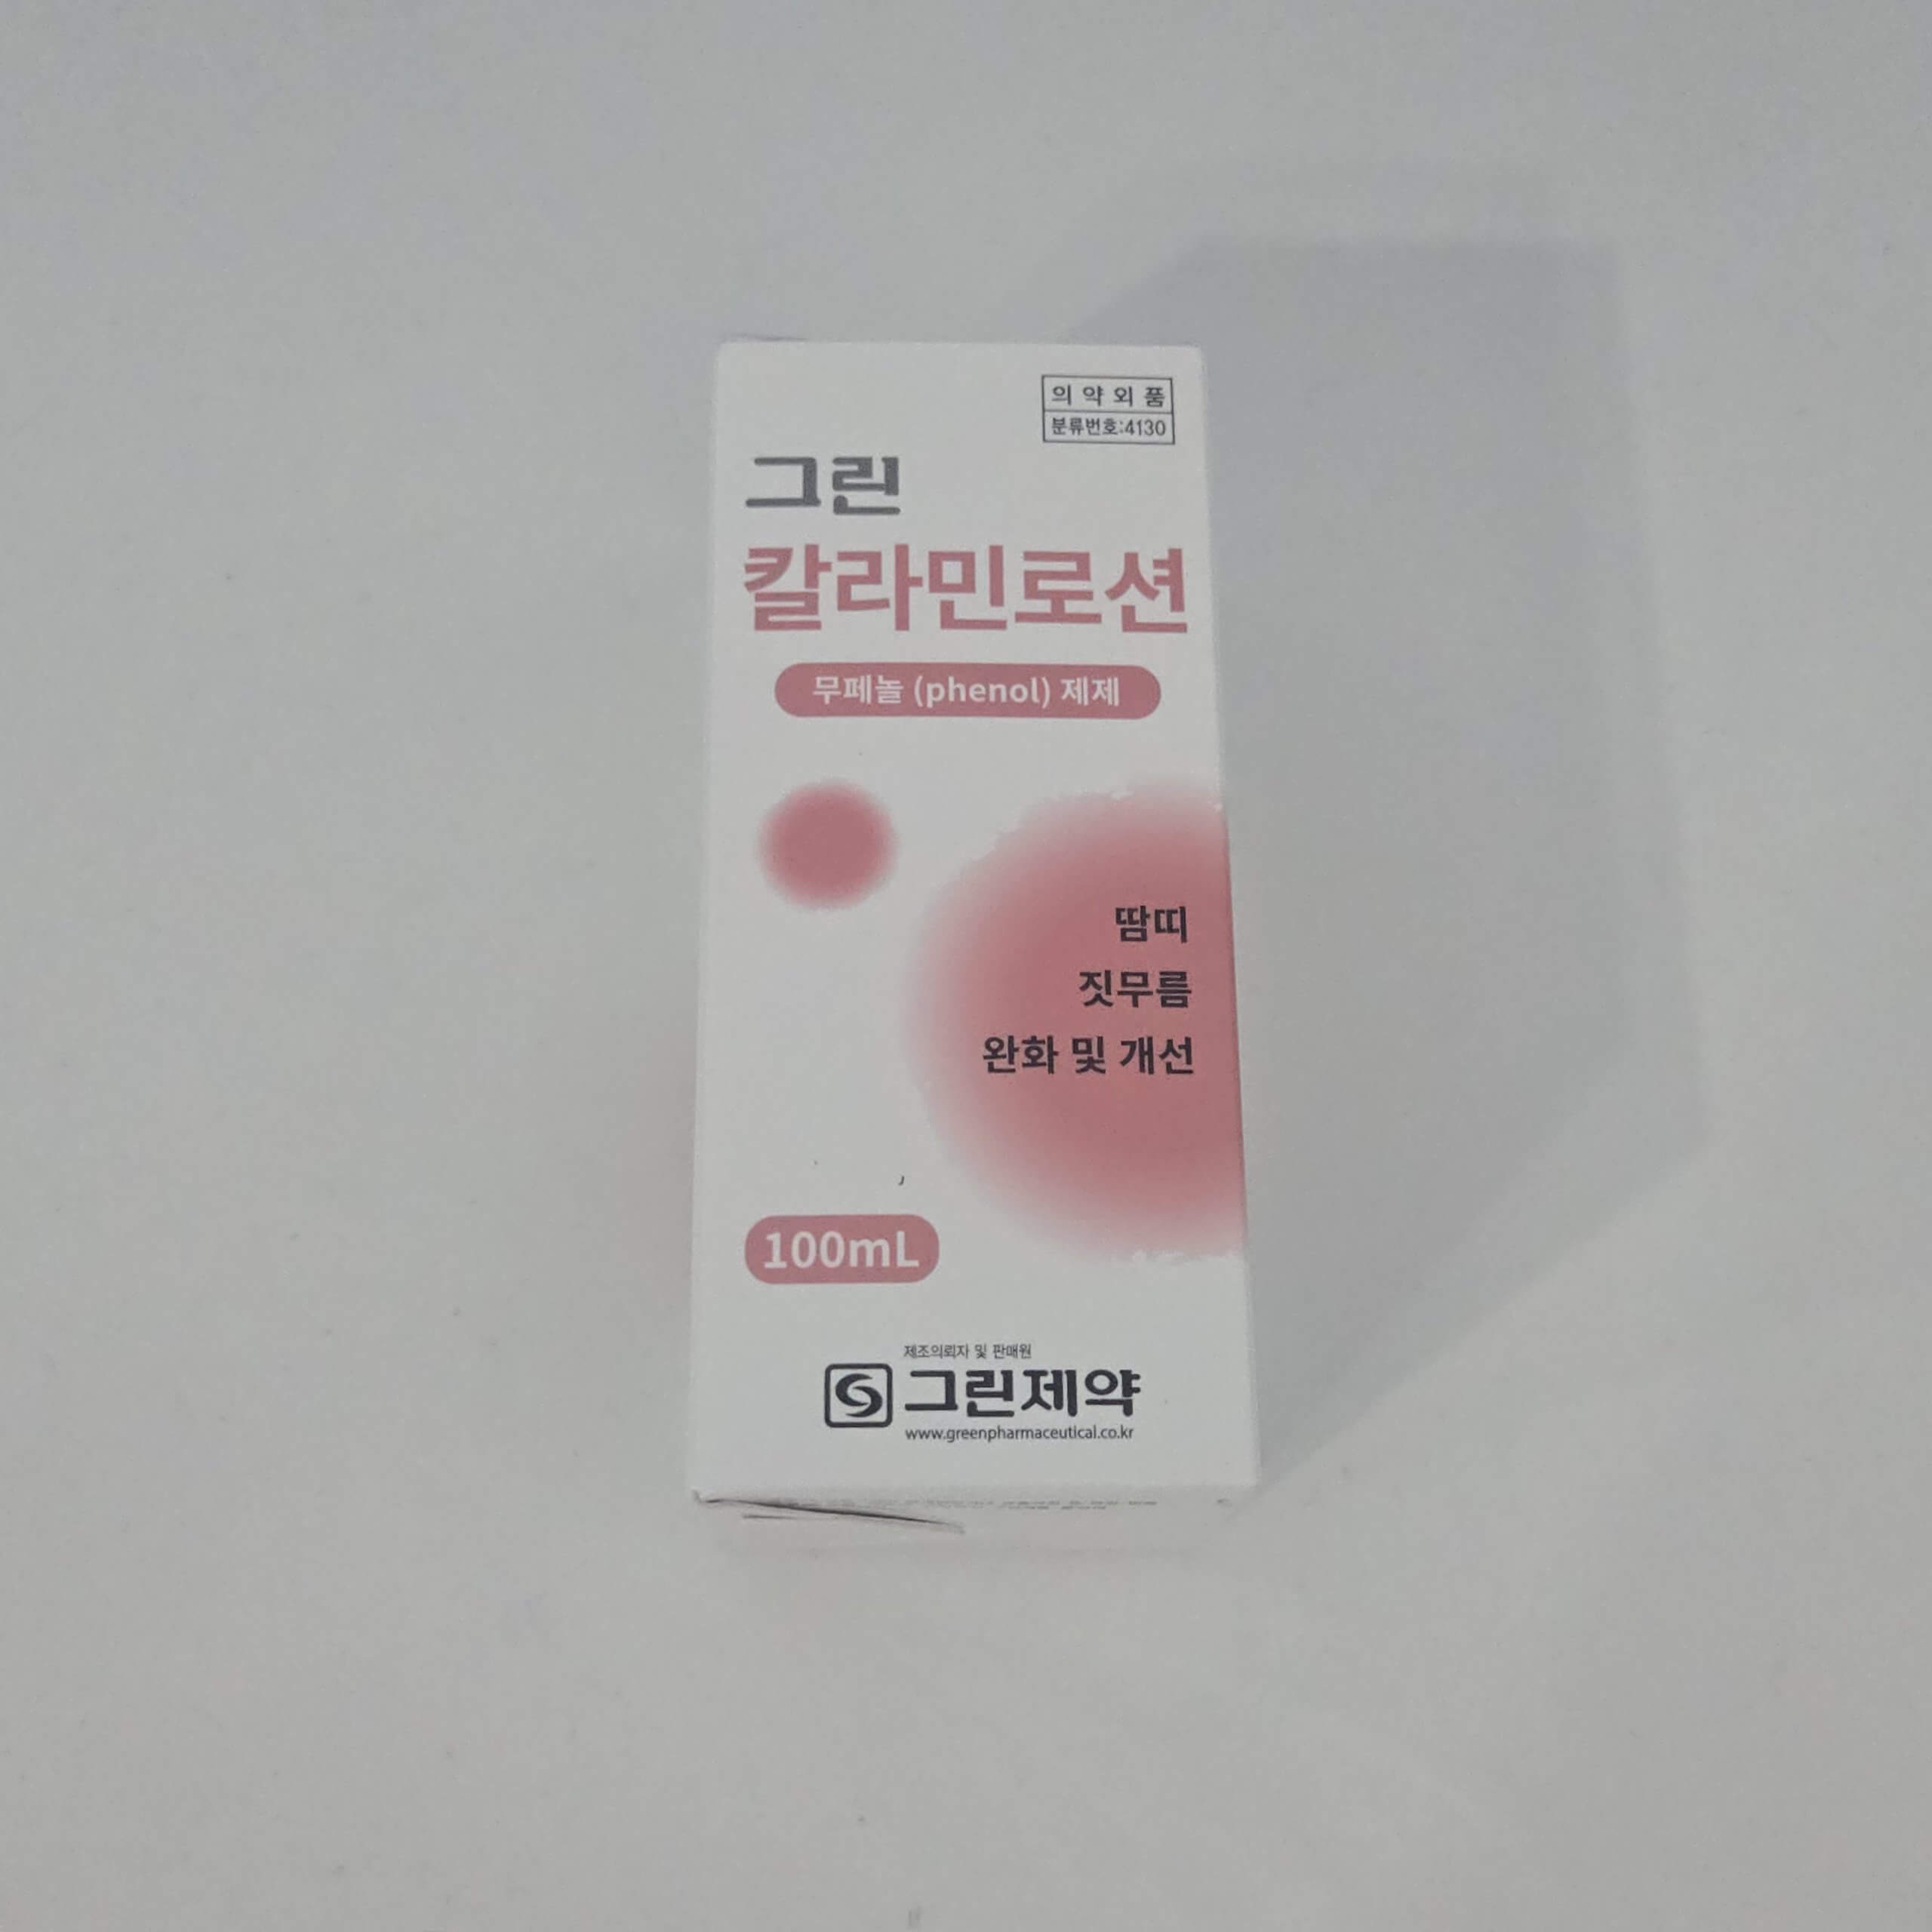 의약외품
분류번호:4130
그린
칼라민로션
무페놀 (phenol) 제제
땀띠
짓무름
완화 및 개선
100mL
제조의뢰자 및 판매원
그린제약
www.greenpharmaceutical.co.kr